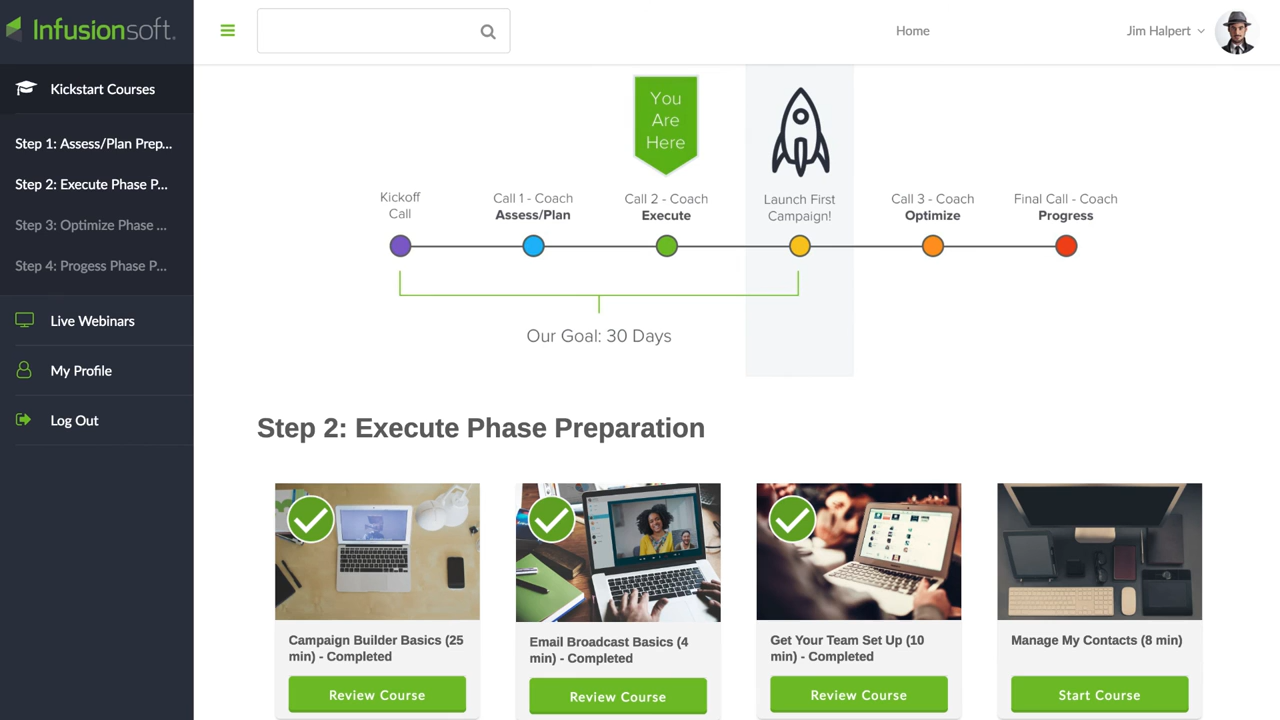 Infusionsoft.
Home
Jim Halpert
Kickstart Courses
Step 1: Assess/Plan Prep...
Step 2: Execute Phase P...
Step 3: Optimize Phase ...
Step 4: Progess Phase P...
Live Webinars
My Profile
Log Out
You
Are
Here
Kickoff
Call
Call 1 - Coach
Assess/Plan
Call 2 - Coach
Execute
Launch First
Campaign!
Call 3 - Coach
Optimize
Final Call - Coach
Progress
Our Goal: 30 Days
Step 2: Execute Phase Preparation
Campaign Builder Basics (25
min) - Completed
Review Course
Email Broadcast Basics (4
min) - Completed
Review Course
Get Your Team Set Up (10
min) - Completed
Review Course
Manage My Contacts (8 min)
Start Course